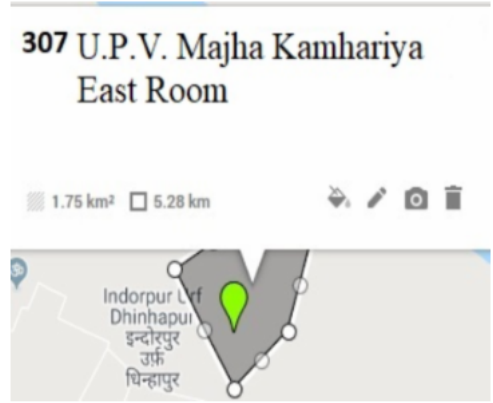 307 U.P.V. Majha Kamhariya
East Room
1.75 km² 5.28 km
Indorpur Urf
Dhinhapur
इन्दोरपुर
उर्फ़
धिन्हापुर